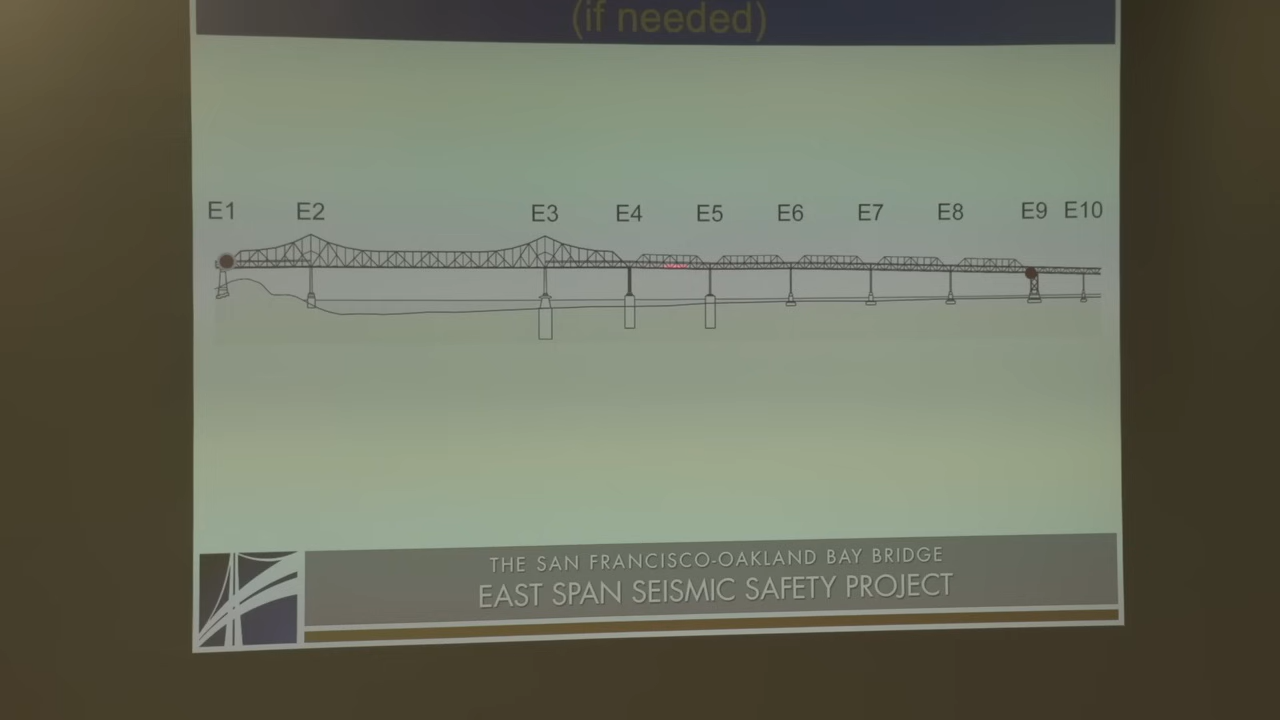 (if needed)
E1 E2 E3 E4 E5 E6 E7 E8 E9 E10
THE SAN FRANCISCO-OAKLAND BAY BRIDGE
EAST SPAN SEISMIC SAFETY PROJECT